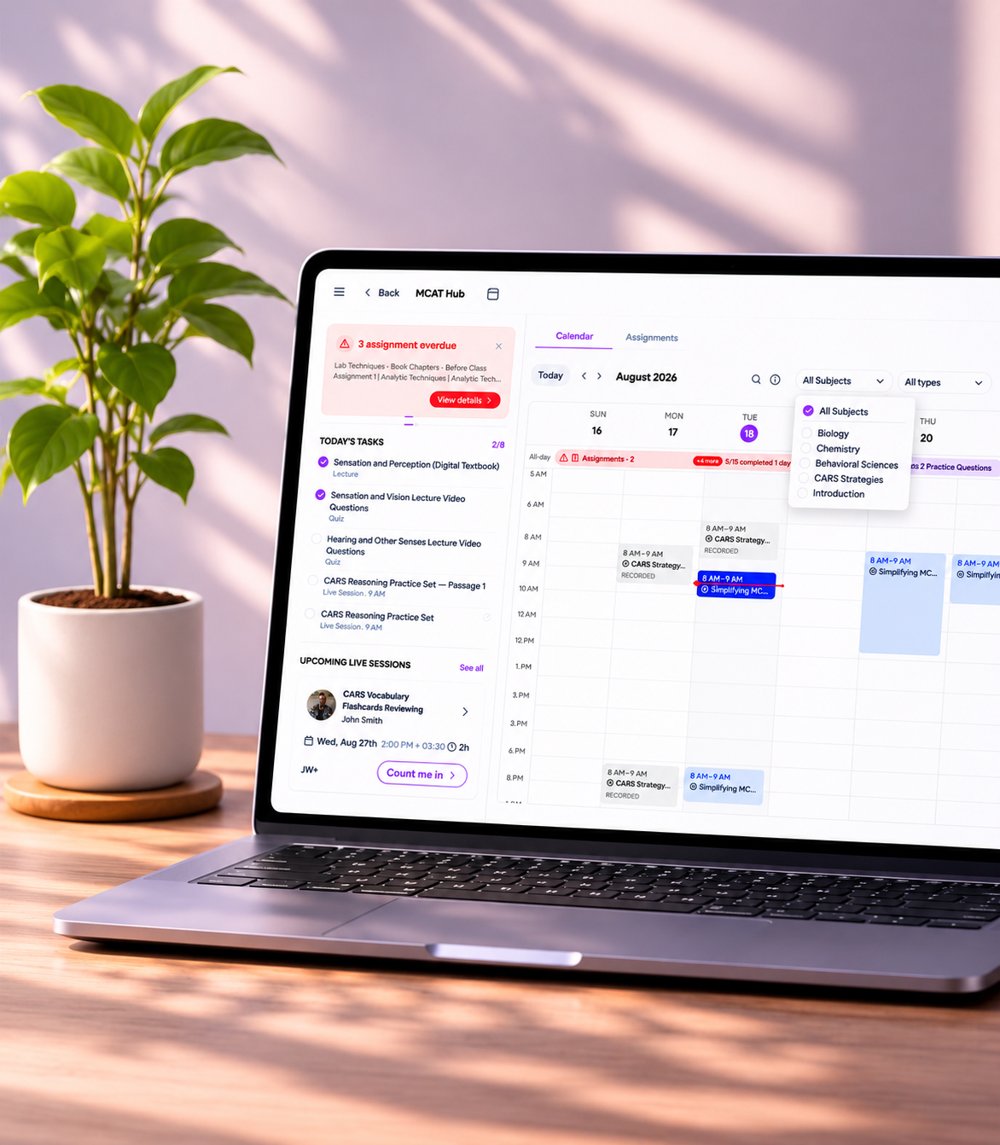 Back
MCAT Hub
3 assignment overdue
Lab Techniques - Book Chapters - Before Class
Assignment 1 | Analytic Techniques | Analytic Tech...
View details
TODAY'S TASKS
2/8
Sensation and Perception (Digital Textbook)
Lecture
Sensation and Vision Lecture Video
Questions
Quiz
Hearing and Other Senses Lecture Video
Questions
Quiz
CARS Reasoning Practice Set — Passage 1
Live Session. 9 AM
CARS Reasoning Practice Set
Live Session. 9 AM
UPCOMING LIVE SESSIONS
See all
CARS Vocabulary
Flashcards Reviewing
John Smith
Wed, Aug 27th 2:00 PM + 03:30 2h
JW+
Count me in
Calendar
Assignments
Today
August 2026
All Subjects
All types
All Subjects
Biology
Chemistry
Behavioral Sciences
CARS Strategies
Introduction
SUN
16
MON
17
TUE
18
THU
20
All-day
Assignments · 2
+4 more
5/15 completed 1 day
2 Practice Questions
5 AM
6 AM
8 AM
9 AM
10 AM
12 AM
12 PM
1. PM
3. PM
3. PM
6. PM
8. PM
8 AM–9 AM
CARS Strategy...
RECORDED
8 AM–9 AM
CARS Strategy...
RECORDED
8 AM–9 AM
Simplifying MC...
8 AM–9 AM
Simplifying MC...
8 AM
Simplifyin
8 AM–9 AM
CARS Strategy...
RECORDED
8 AM–9 AM
Simplifying MC...